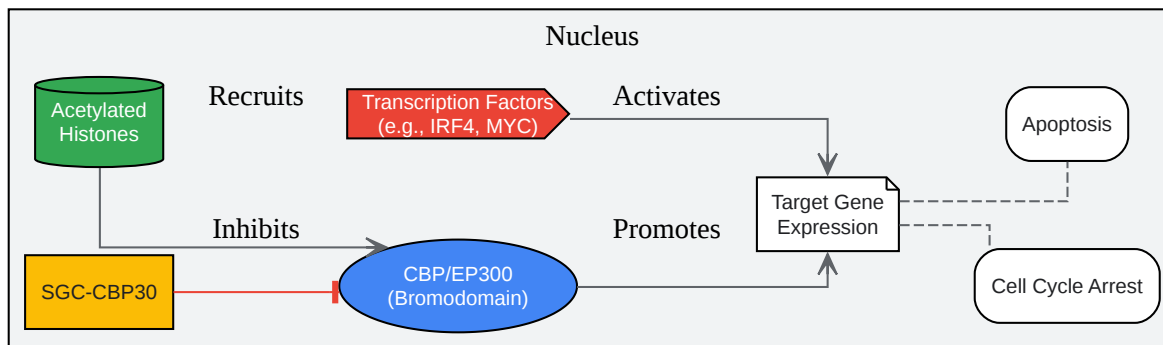 Nucleus
Acetylated
Histones
Recruits
Transcription Factors
(e.g., IRF4, MYC)
Activates
Apoptosis
Inhibits
Promotes
Target Gene
Expression
SGC-CBP30
CBP/EP300
(Bromodomain)
Cell Cycle Arrest